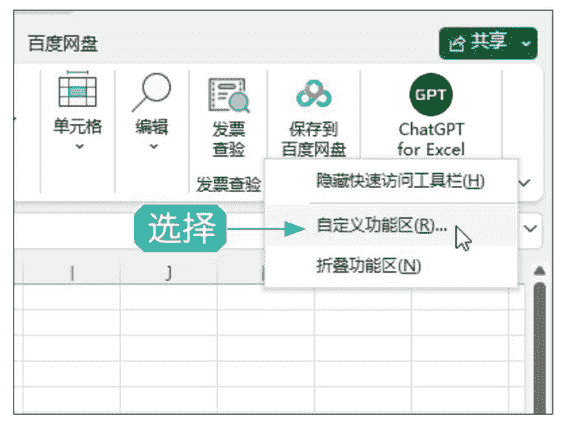 百度网盘
共享
单元格
编辑
发票
查验
保存到
百度网盘
GPT
ChatGPT
for Excel
发票查验
隐藏快速访问工具栏(H)
选择
自定义功能区(R)...
折叠功能区(N)
I
J